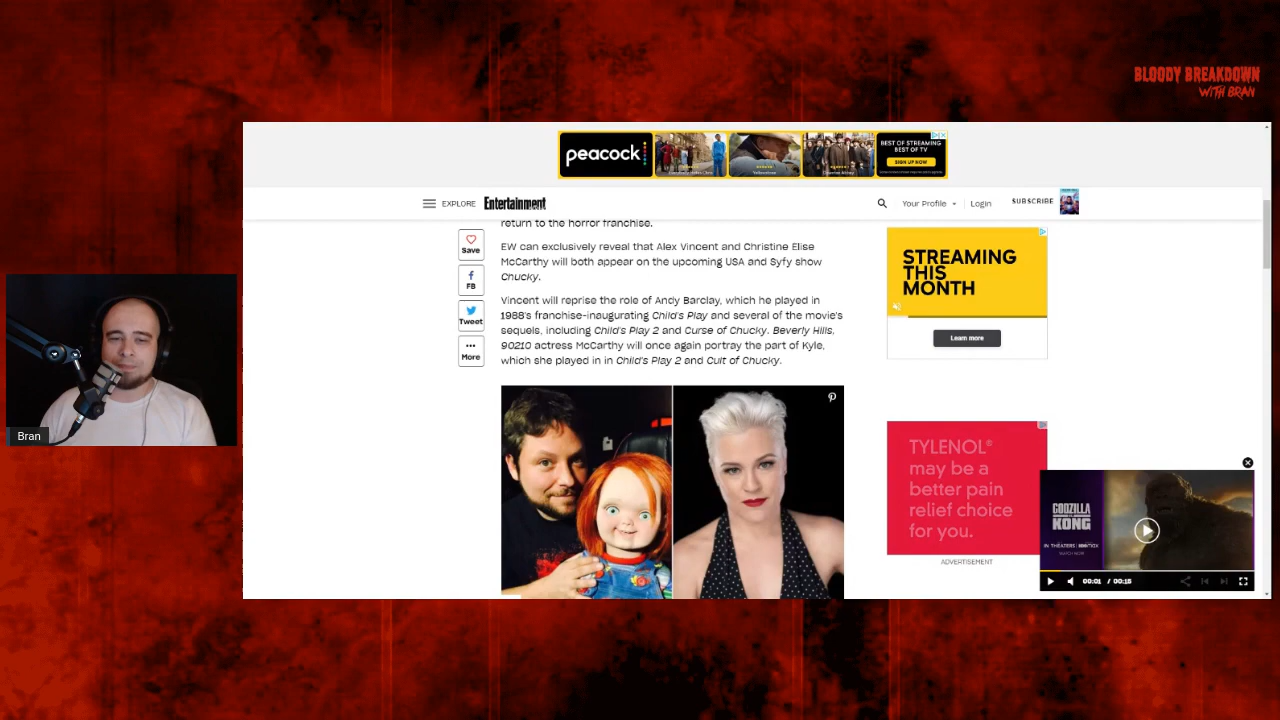 BLOODY BREAKDOWN
WITH BRAN
peacock
Yellowstone
BEST OF STREAMING
BEST OF TV
SIGN UP NOW
EXPLORE
Entertainment
Your Profile
Login
SUBSCRIBE
return to the horror franchise.
Save
FB
Tweet
More
EW can exclusively reveal that Alex Vincent and Christine Elise
McCarthy will both appear on the upcoming USA and Syfy show
Chucky.
Vincent will reprise the role of Andy Barclay, which he played in
1988's franchise-inaugurating Child's Play and several of the movie's
sequels, including Child's Play 2 and Curse of Chucky. Beverly Hills,
90210 actress McCarthy will once again portray the part of Kyle,
which she played in in Child's Play 2 and Cult of Chucky.
STREAMING
THIS
MONTH
Learn more
TYLENOL®
may be a
better pain
relief choice
for you.
ADVERTISEMENT
GODZILLA
VS
KONG
IN THEATERS
00:01 / 00:15
Bran